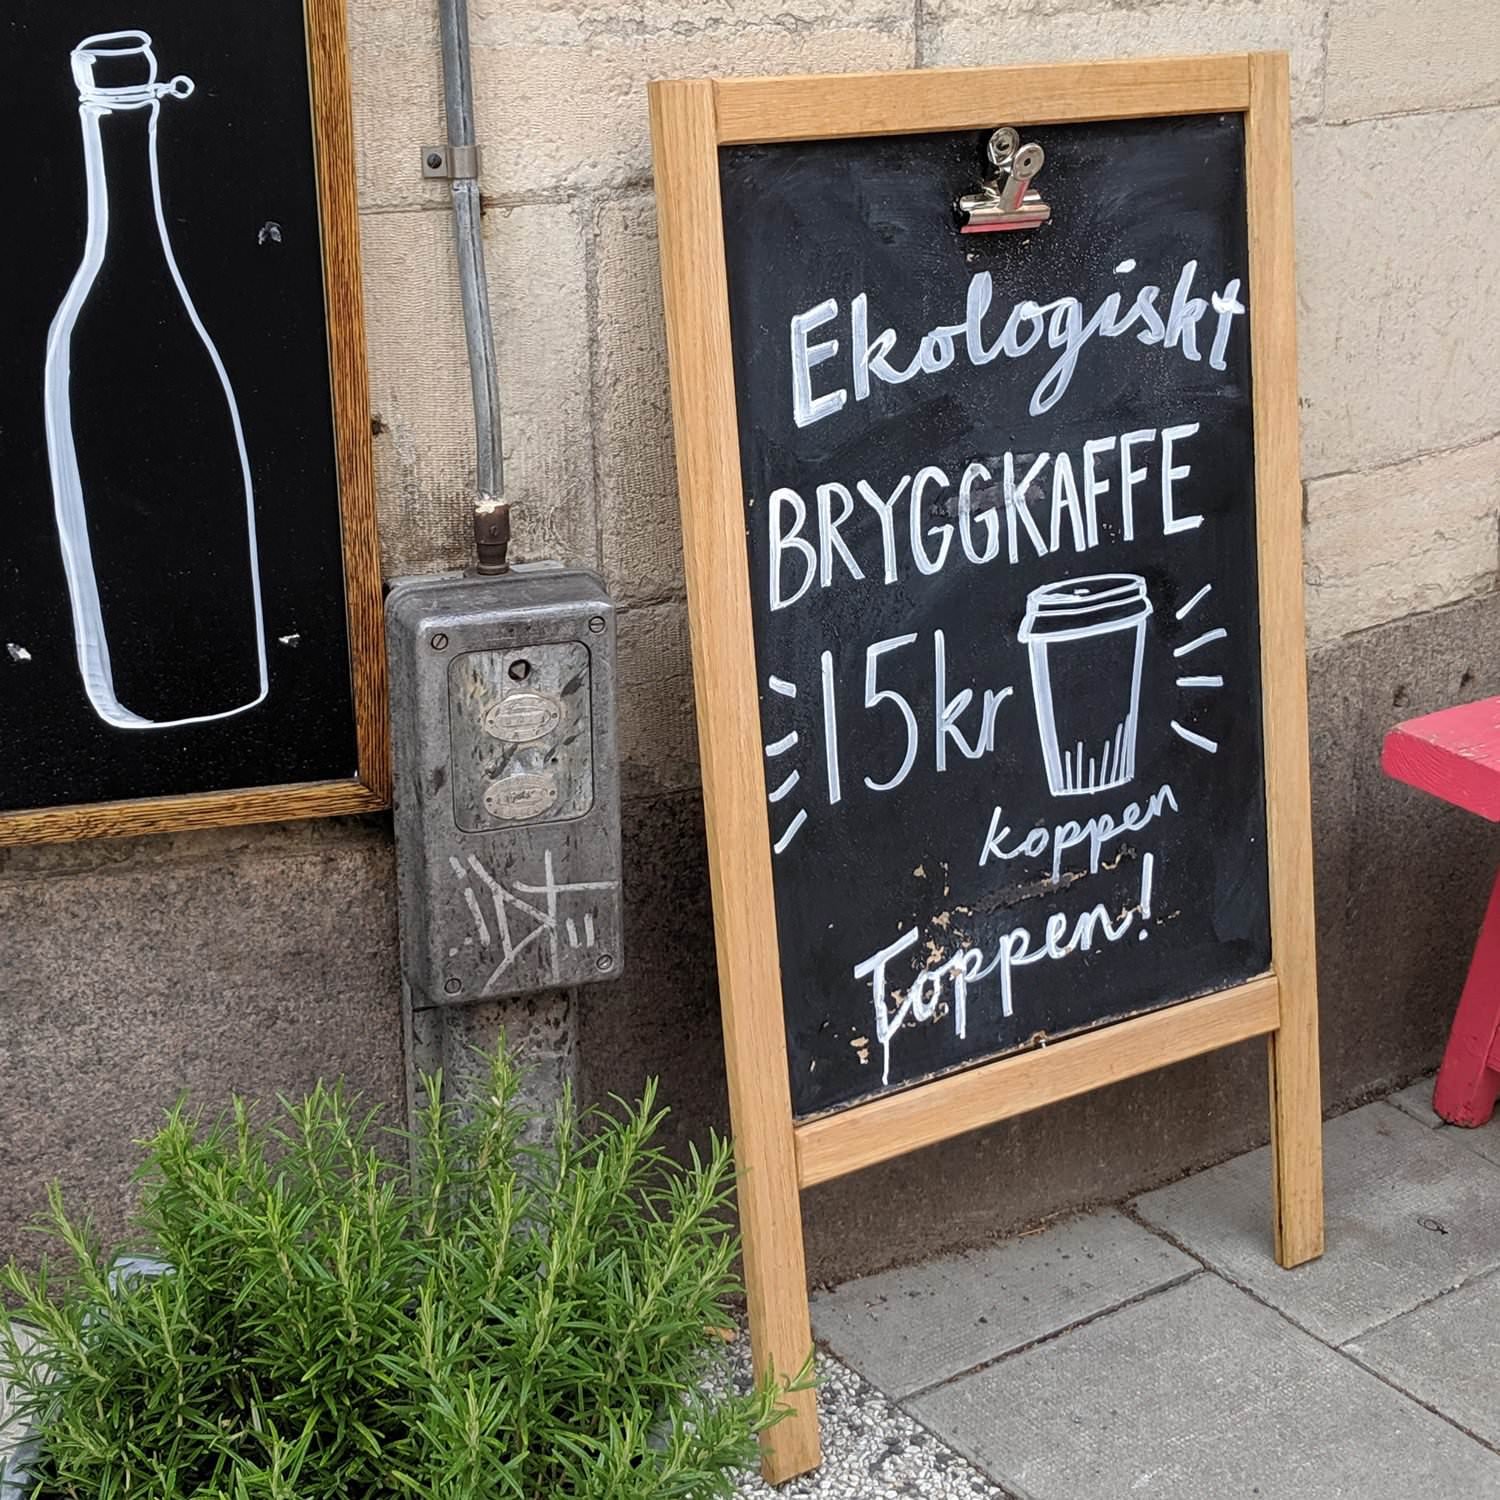 Ekologiskt
BRYGGKAFFE
15kr
koppen
Toppen!